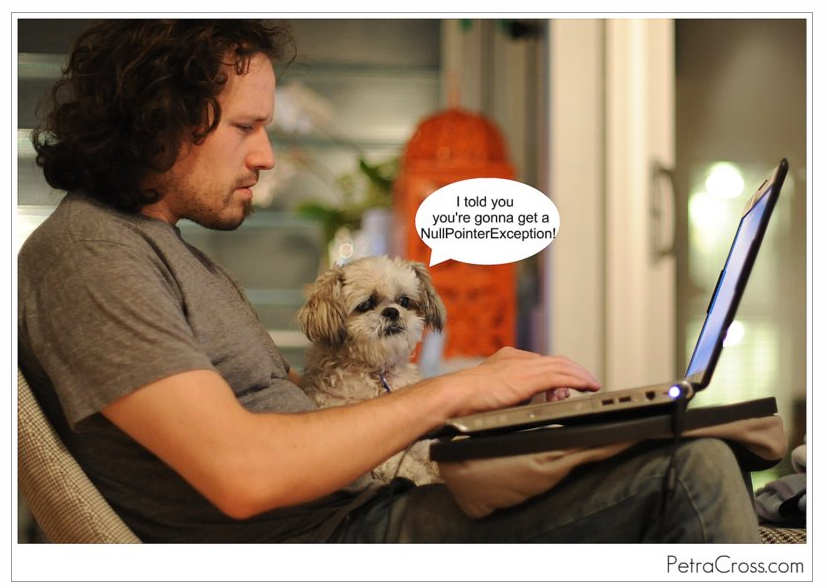 I told you
you're gonna get a
NullPointerException!
PetraCross.com